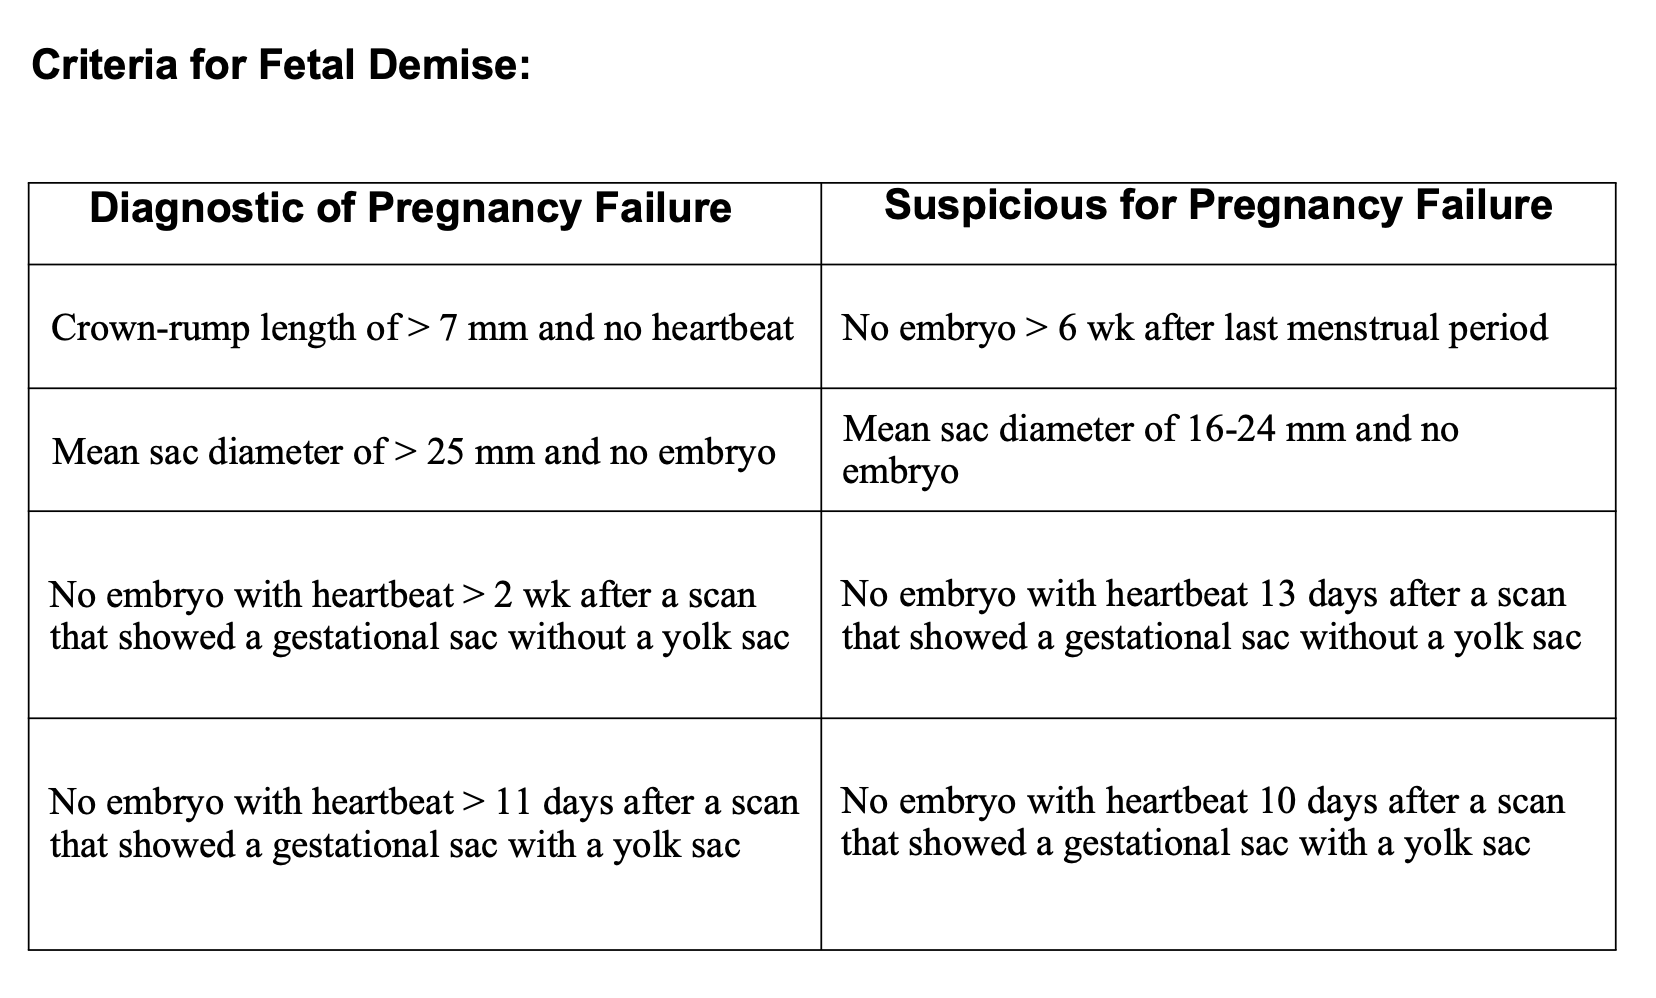 Criteria for Fetal Demise:
Diagnostic of Pregnancy Failure
Suspicious for Pregnancy Failure
Crown-rump length of > 7 mm and no heartbeat
No embryo > 6 wk after last menstrual period
Mean sac diameter of > 25 mm and no embryo
Mean sac diameter of 16-24 mm and no
embryo
No embryo with heartbeat > 2 wk after a scan
that showed a gestational sac without a yolk sac
No embryo with heartbeat 13 days after a scan
that showed a gestational sac without a yolk sac
No embryo with heartbeat > 11 days after a scan
that showed a gestational sac with a yolk sac
No embryo with heartbeat 10 days after a scan
that showed a gestational sac with a yolk sac